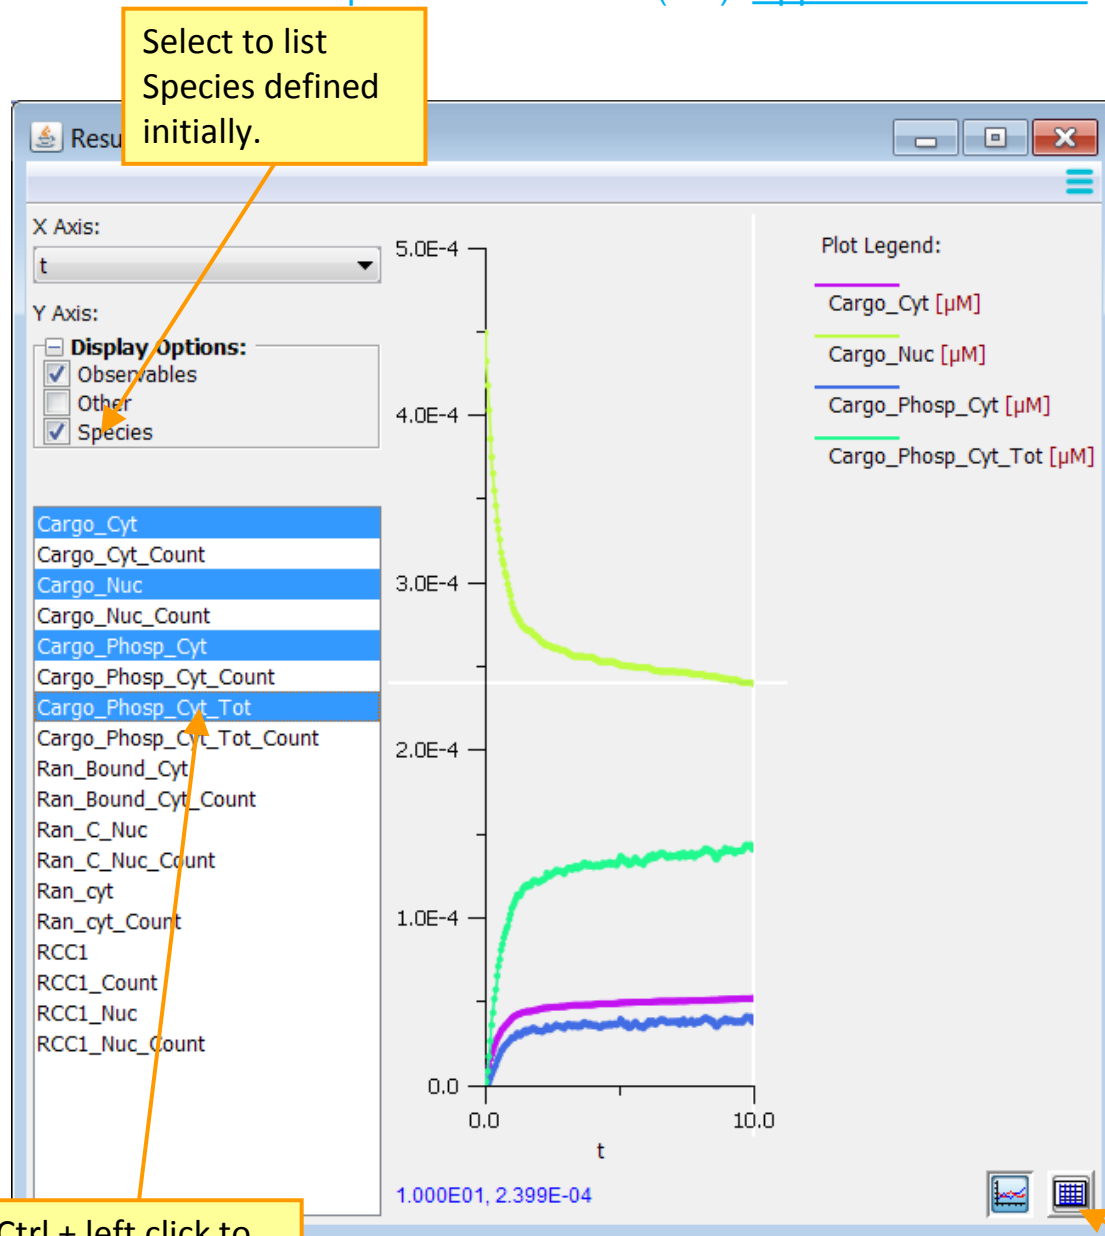 Select to list
Species defined
initially.
Resu
X Axis:
t
Y Axis:
Display Options:
Observables
Other
Species
Cargo_Cyt
Cargo_Cyt_Count
Cargo_Nuc
Cargo_Nuc_Count
Cargo_Phosp_Cyt
Cargo_Phosp_Cyt_Count
Cargo_Phosp_Cyt_Tot
Cargo_Phosp_Cyt_Tot_Count
Ran_Bound_Cyt
Ran_Bound_Cyt_Count
Ran_C_Nuc
Ran_C_Nuc_Count
Ran_cyt
Ran_cyt_Count
RCC1
RCC1_Count
RCC1_Nuc
RCC1_Nuc_Count
5.0E-4
4.0E-4
3.0E-4
2.0E-4
1.0E-4
0.0
0.0 10.0
t
1.000E01, 2.399E-04
Plot Legend:
Cargo_Cyt [µM]
Cargo_Nuc [µM]
Cargo_Phosp_Cyt [µM]
Cargo_Phosp_Cyt_Tot [µM]
Ctrl + left click to